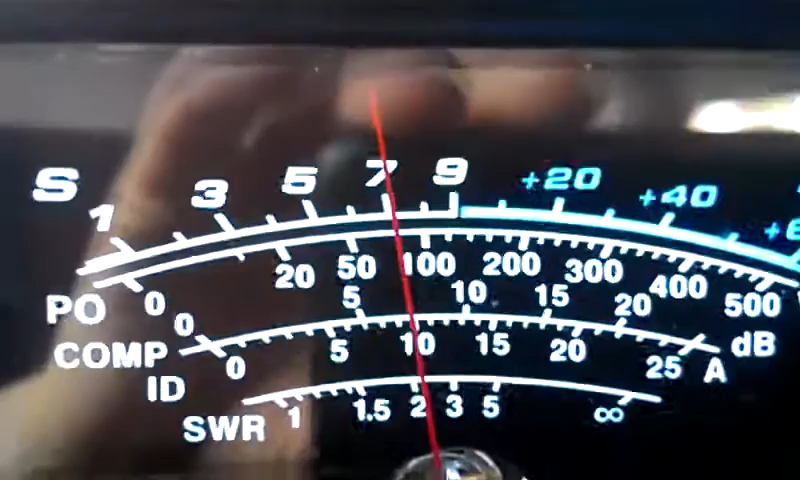 S 1 3 5 7 9 +20 +40
PO 0 20 50 100 200 300 400 500
COMP 0 5 10 15 20 dB
ID 0 5 10 15 20 25 A
SWR 1 1.5 2 3 5 ∞